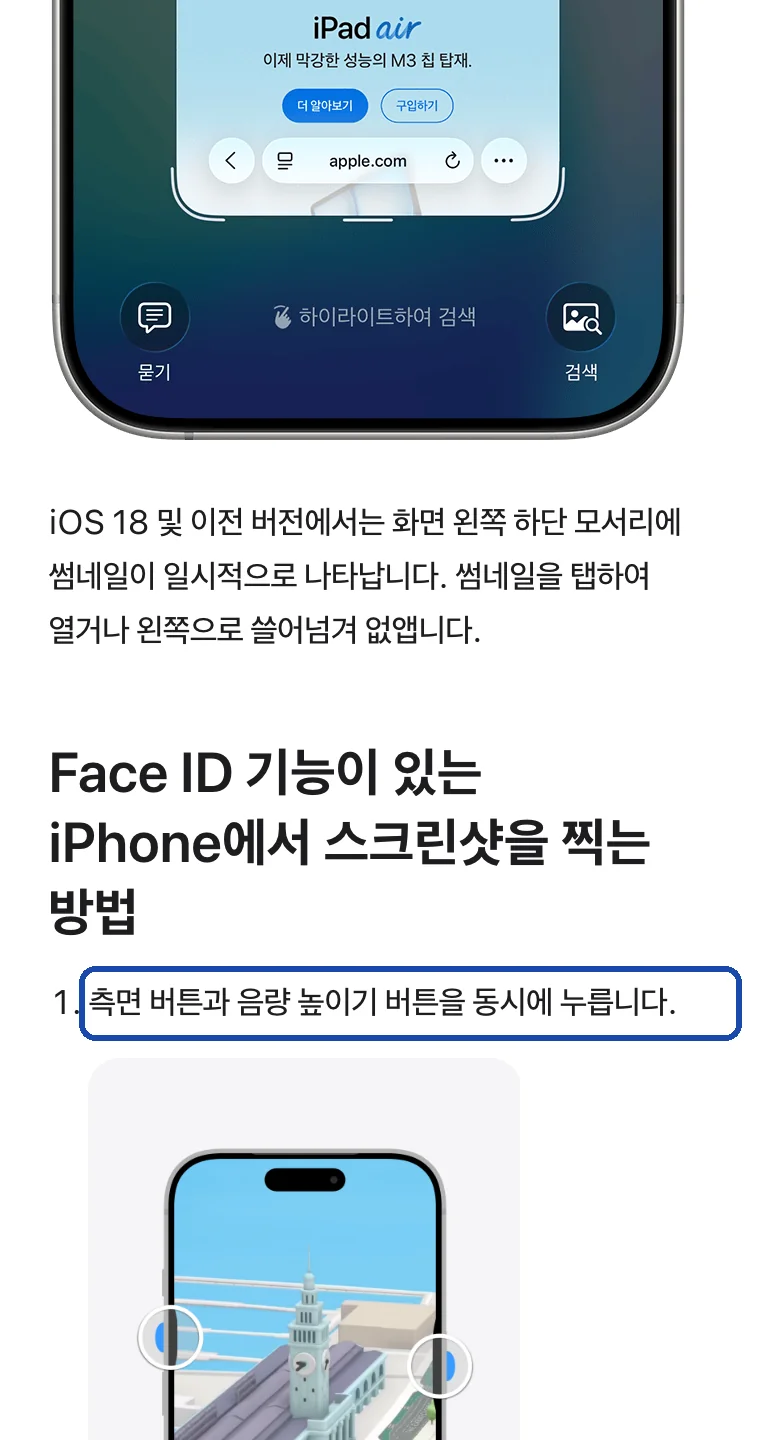 iPad air
이제 막강한 성능의 M3 칩 탑재.
더 알아보기 구입하기
apple.com
하이라이트하여 검색
묻기 검색
iOS 18 및 이전 버전에서는 화면 왼쪽 하단 모서리에
썸네일이 일시적으로 나타납니다. 썸네일을 탭하여
열거나 왼쪽으로 쓸어넘겨 없앱니다.
Face ID 기능이 있는
iPhone에서 스크린샷을 찍는
방법
1. 측면 버튼과 음량 높이기 버튼을 동시에 누릅니다.